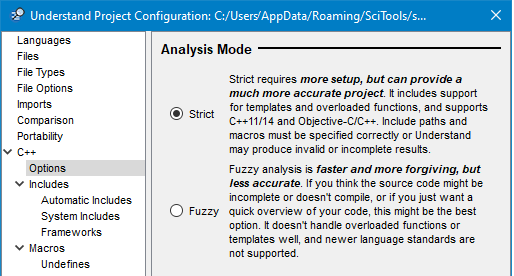 Understand Project Configuration: C:/Users/AppData/Roaming/SciTools/s...
Languages
Files
File Types
File Options
Imports
Comparison
Portability
C++
Options
Includes
Automatic Includes
System Includes
Frameworks
Macros
Undefines
Analysis Mode
Strict
Strict requires more setup, but can provide a
much more accurate project. It includes support
for templates and overloaded functions, and supports
C++11/14 and Objective-C/C++. Include paths and
macros must be specified correctly or Understand
may produce invalid or incomplete results.
Fuzzy
Fuzzy analysis is faster and more forgiving, but
less accurate. If you think the source code might be
incomplete or doesn't compile, or if you just want a
quick overview of your code, this might be the best
option. It doesn't handle overloaded functions or
templates well, and newer language standards are
not supported.